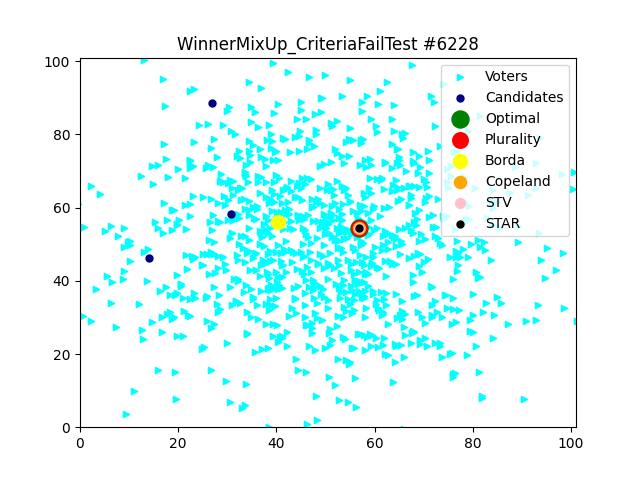 WinnerMixUp_CriteriaFailTest #6228
100
80
60
40
20
0
0
20
40
60
80
100
Voters
Candidates
Optimal
Plurality
Borda
Copeland
STV
STAR